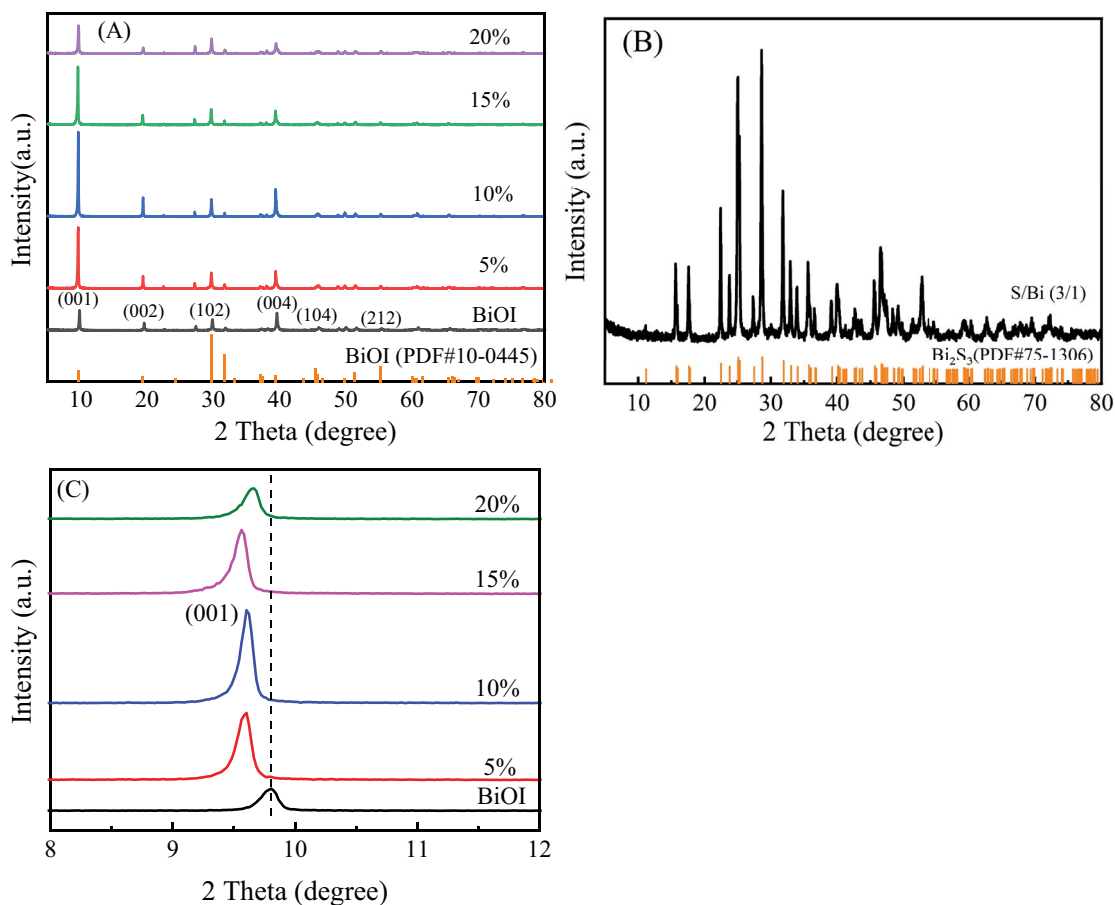 (A)
20%
15%
10%
5%
(001)
(002)
(102)
(004)
(104)
(212)
BiOI
BiOI (PDF#10-0445)
Intensity(a.u.)
10 20 30 40 50 60 70 80
2 Theta (degree)
(B)
S/Bi (3/1)
Bi₂S₃(PDF#75-1306)
Intensity (a.u.)
10 20 30 40 50 60 70 80
2 Theta (degree)
(C)
20%
15%
(001)
10%
5%
BiOI
Intensity (a.u.)
8 9 10 11 12
2 Theta (degree)